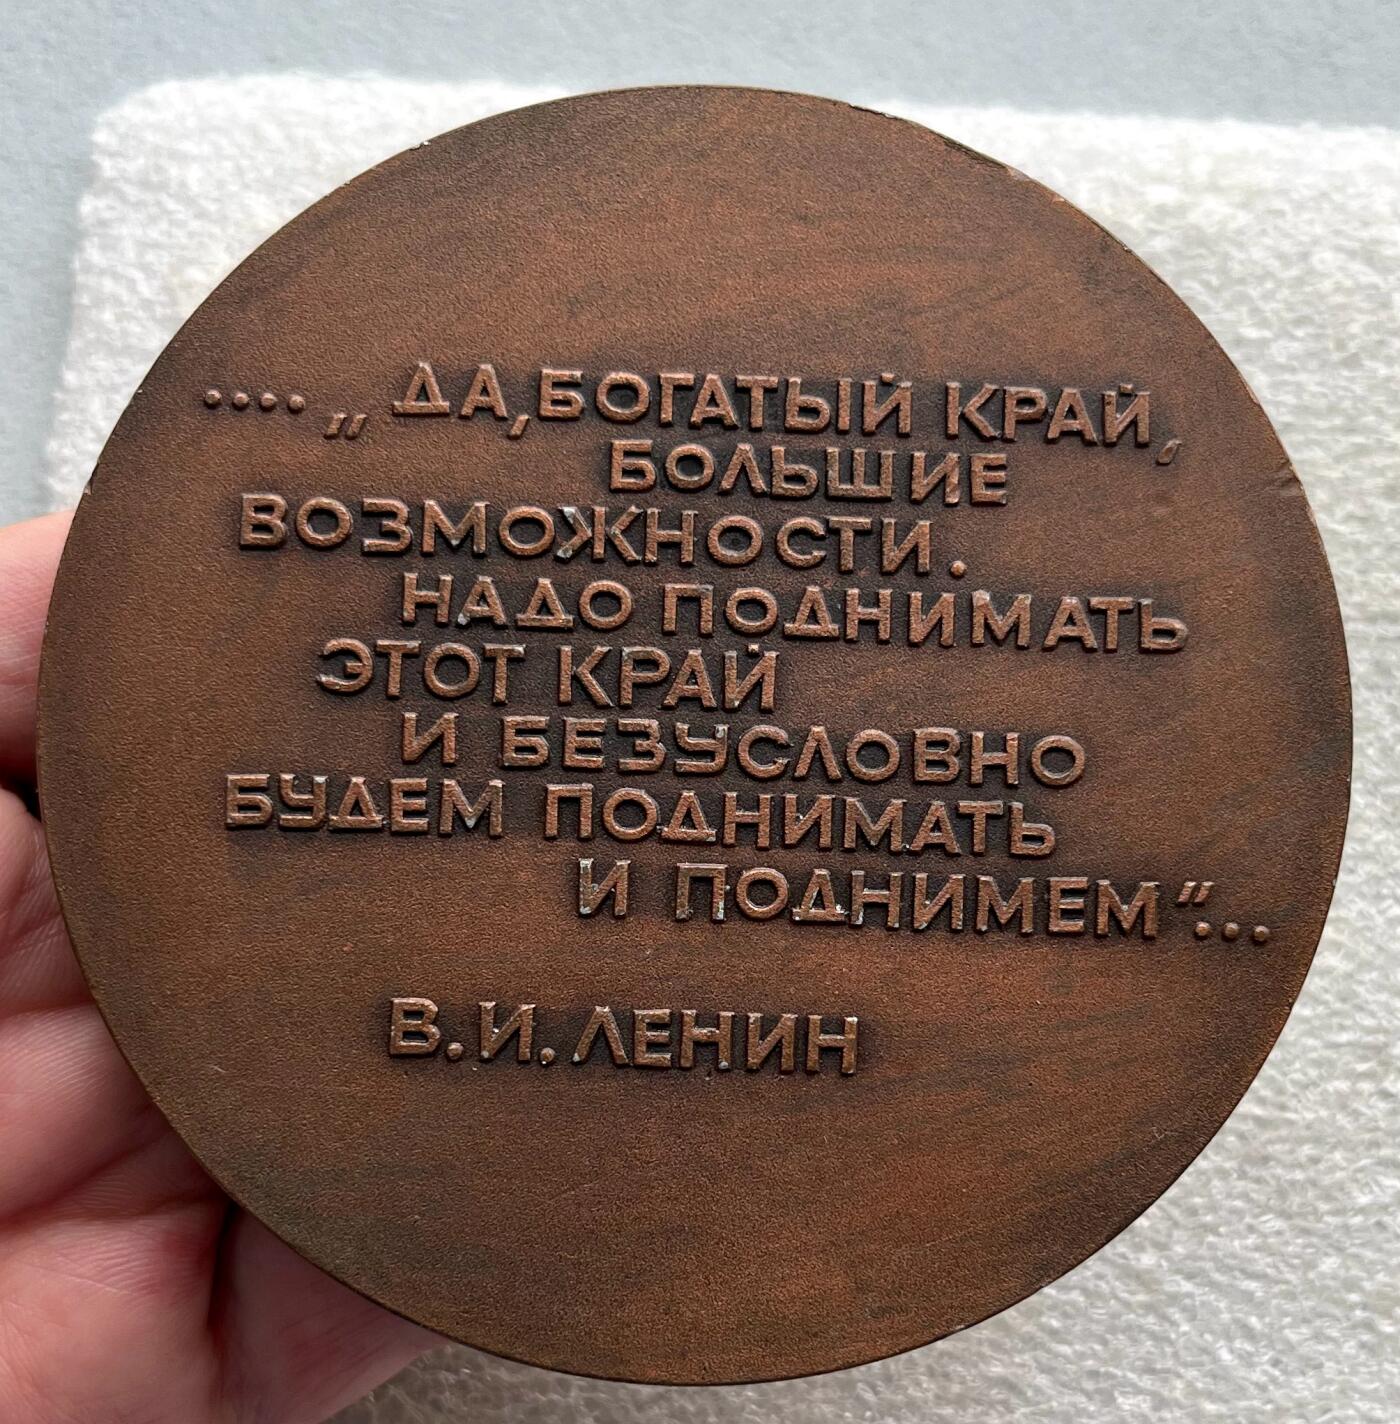 ....„ДА,БОГАТЫЙ КРАЙ,
БОЛЬШИЕ
ВОЗМОЖНОСТИ.
НАДО ПОДНИМАТЬ
ЭТОТ КРАЙ
И БЕЗУСЛОВНО
БУДЕМ ПОДНИМАТЬ
И ПОДНИМЕМ“...
В.И.ЛЕНИН